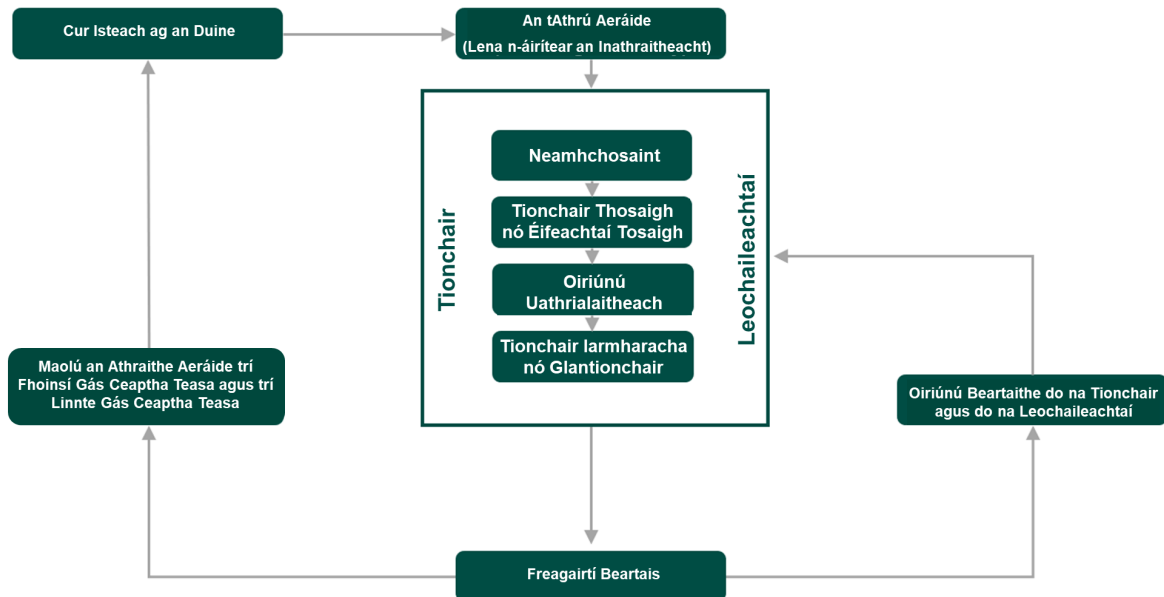 Cur Isteach ag an Duine
An tAthrú Aeráide
(Lena n-áirítear an Inathraitheacht)
Tionchair
Neamhchosaint
Tionchair Thosaigh
nó Éifeachtaí Tosaigh
Oiriúnú
Uathrialaitheach
Tionchair Iarmharacha
nó Glantionchair
Leochaileachtaí
Maolú an Athraithe Aeráide trí
Fhoinsí Gás Ceaptha Teasa agus trí
Linnte Gás Ceaptha Teasa
Oiriúnú Beartaithe do na Tionchair
agus do na Leochaileachtaí
Freagairtí Beartais